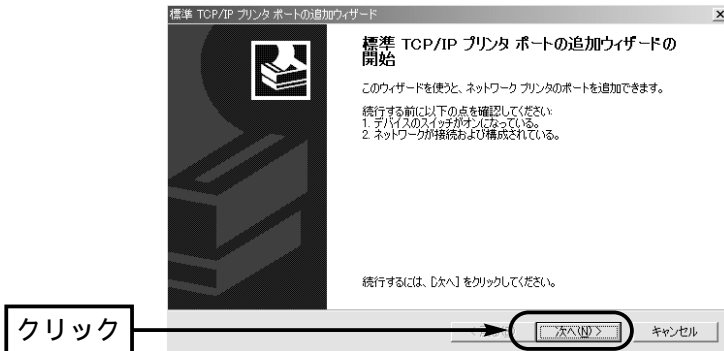 標準 TCP/IP プリンタ ポートの追加ウィザード
標準 TCP/IP プリンタ ポートの追加ウィザードの
開始
このウィザードを使うと、ネットワーク プリンタのポートを追加できます。
続行する前に以下の点を確認してください:
1. デバイスのスイッチがオンになっている。
2. ネットワークが接続および構成されている。
続行するには、[次へ] をクリックしてください。
クリック
次へ(N) >
キャンセル